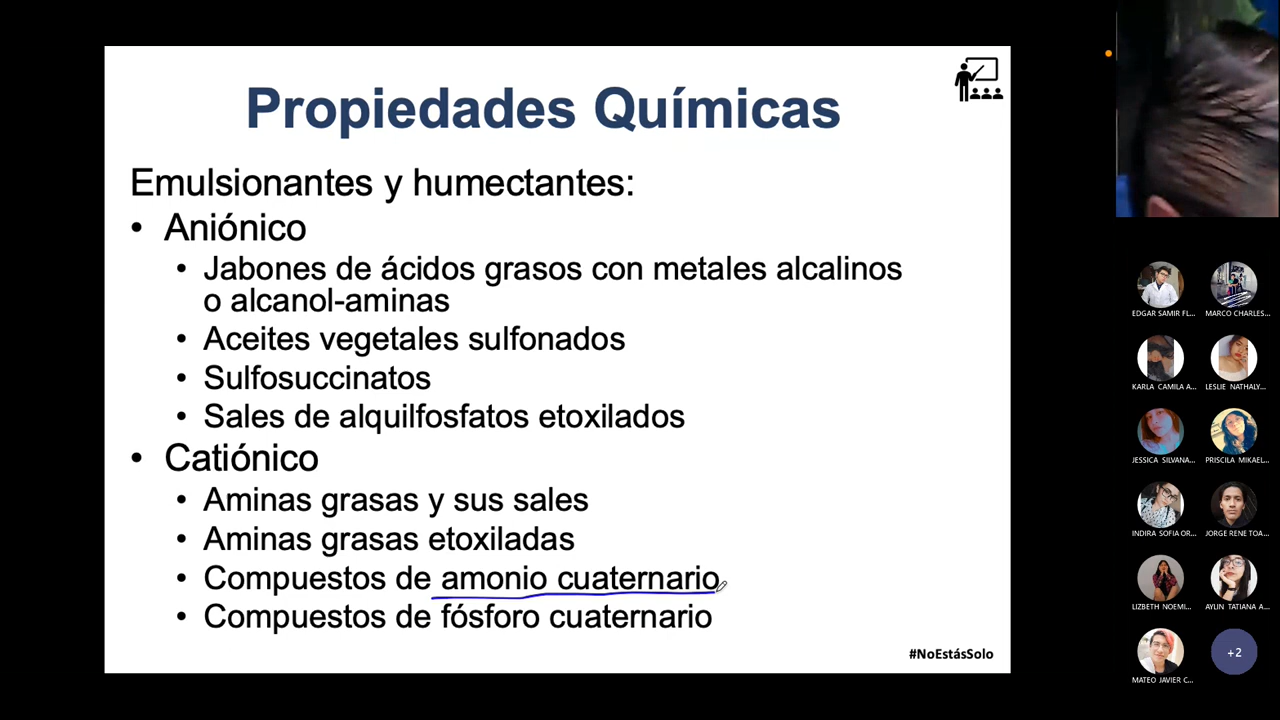 Propiedades Químicas
Emulsionantes y humectantes:
• Aniónico
• Jabones de ácidos grasos con metales alcalinos
o alcanol-aminas
• Aceites vegetales sulfonados
• Sulfosuccinatos
• Sales de alquilfosfatos etoxilados
• Catiónico
• Aminas grasas y sus sales
• Aminas grasas etoxiladas
• Compuestos de amonio cuaternario
• Compuestos de fósforo cuaternario
#NoEstásSolo
EDGAR SAMIR FL...
MARCO CHARLES...
KARLA CAMILA A...
LESLIE NATHALY...
JESSICA SILVANA...
PRISCILA MIKAEL...
INDIRA SOFIA OR...
JORGE RENE TOA...
LIZBETH NOEMI...
AYLIN TATIANA A...
MATEO JAVIER C...
+2